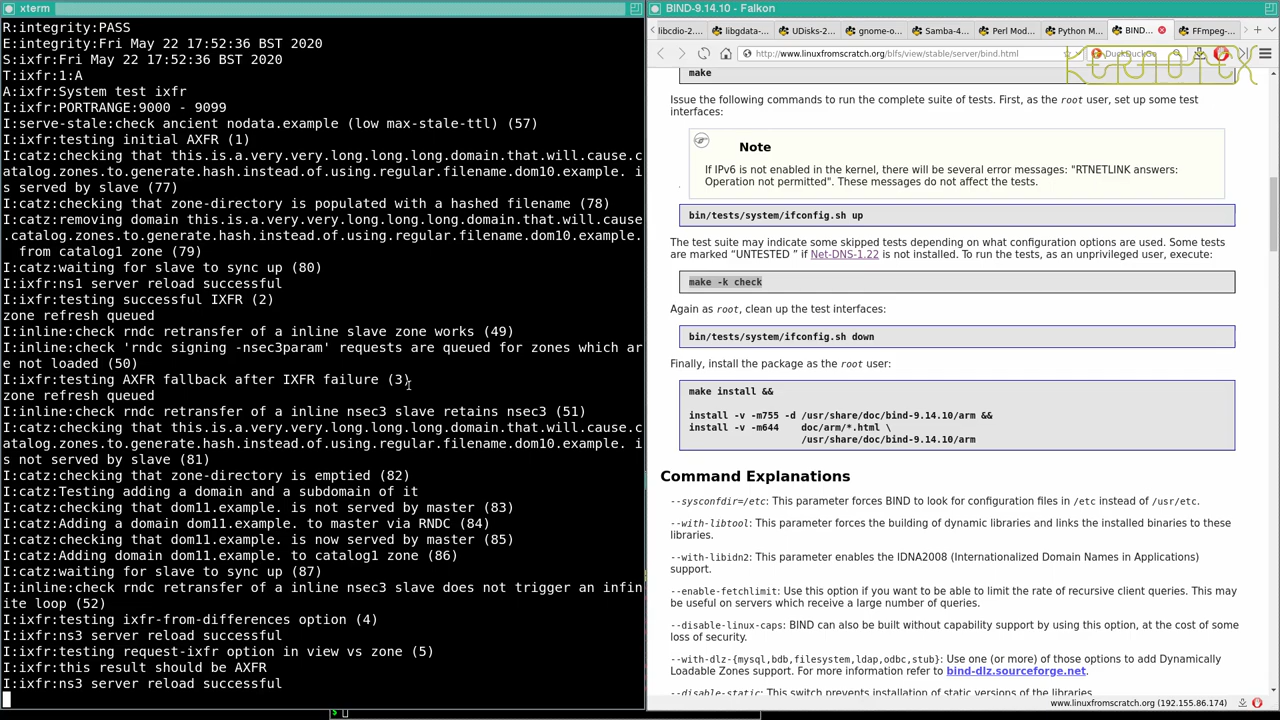 xterm
R:integrity:PASS
E:integrity:Fri May 22 17:52:36 BST 2020
S:ixfr:Fri May 22 17:52:36 BST 2020
T:ixfr:1:A
A:ixfr:System test ixfr
I:ixfr:PORTRANGE:9000 - 9099
I:serve-stale:check ancient nodata.example (low max-stale-ttl) (57)
I:ixfr:testing initial AXFR (1)
I:catz:checking that this.is.a.very.very.long.long.long.domain.that.will.cause.c
atalog.zones.to.generate.hash.instead.of.using.regular.filename.dom10.example. i
s served by slave (77)
I:catz:checking that zone-directory is populated with a hashed filename (78)
I:catz:removing domain this.is.a.very.very.long.long.long.domain.that.will.cause
.catalog.zones.to.generate.hash.instead.of.using.regular.filename.dom10.example.
 from catalog1 zone (79)
I:catz:waiting for slave to sync up (80)
I:ixfr:ns1 server reload successful
I:ixfr:testing successful IXFR (2)
zone refresh queued
I:inline:check rndc retransfer of a inline slave zone works (49)
I:inline:check 'rndc signing -nsec3param' requests are queued for zones which ar
e not loaded (50)
I:ixfr:testing AXFR fallback after IXFR failure (3)
zone refresh queued
I:inline:check rndc retransfer of a inline nsec3 slave retains nsec3 (51)
I:catz:checking that this.is.a.very.very.long.long.long.domain.that.will.cause.c
atalog.zones.to.generate.hash.instead.of.using.regular.filename.dom10.example. i
s not served by slave (81)
I:catz:checking that zone-directory is emptied (82)
I:catz:Testing adding a domain and a subdomain of it
I:catz:checking that dom11.example. is not served by master (83)
I:catz:Adding a domain dom11.example. to master via RNDC (84)
I:catz:checking that dom11.example. is now served by master (85)
I:catz:Adding domain dom11.example. to catalog1 zone (86)
I:catz:waiting for slave to sync up (87)
I:inline:check rndc retransfer of a inline nsec3 slave does not trigger an infin
ite loop (52)
I:ixfr:testing ixfr-from-differences option (4)
I:ixfr:ns3 server reload successful
I:ixfr:testing request-ixfr option in view vs zone (5)
I:ixfr:this result should be AXFR
I:ixfr:ns3 server reload successful
$
BIND-9.14.10 - Falkon
libcdio-2.... libgdata-... UDisks-2... gnome-o... Samba-4... Perl Mod... Python M... BIND... FFmpeg-...
http://www.linuxfromscratch.org/blfs/view/stable/server/bind.html DuckDuckGo
KERNOTEX
make
Issue the following commands to run the complete suite of tests. First, as the root user, set up some test
interfaces:
Note
If IPv6 is not enabled in the kernel, there will be several error messages: "RTNETLINK answers:
Operation not permitted". These messages do not affect the tests.
bin/tests/system/ifconfig.sh up
The test suite may indicate some skipped tests depending on what configuration options are used. Some tests
are marked “UNTESTED ” if Net-DNS-1.22 is not installed. To run the tests, as an unprivileged user, execute:
make -k check
Again as root, clean up the test interfaces:
bin/tests/system/ifconfig.sh down
Finally, install the package as the root user:
make install &&
install -v -m755 -d /usr/share/doc/bind-9.14.10/arm &&
install -v -m644 doc/arm/*.html \
/usr/share/doc/bind-9.14.10/arm
Command Explanations
--sysconfdir=/etc: This parameter forces BIND to look for configuration files in /etc instead of /usr/etc.
--with-libtool: This parameter forces the building of dynamic libraries and links the installed binaries to these
libraries.
--with-libidn2: This parameter enables the IDNA2008 (Internationalized Domain Names in Applications)
support.
--enable-fetchlimit: Use this option if you want to be able to limit the rate of recursive client queries. This may
be useful on servers which receive a large number of queries.
--disable-linux-caps: BIND can also be built without capability support by using this option, at the cost of some
loss of security.
--with-dlz-{mysql,bdb,filesystem,ldap,odbc,stub}: Use one (or more) of those options to add Dynamically
Loadable Zones support. For more information refer to bind-dlz.sourceforge.net.
--disable-static: This switch prevents installation of static versions of the libraries.
www.linuxfromscratch.org (192.155.86.174)